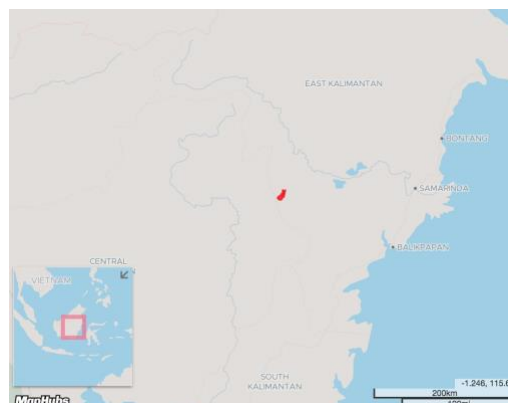 EAST KALIMANTAN
BONTANG
SAMARINDA
BALIKPAPAN
CENTRAL
VIETNAM
SOUTH
KALIMANTAN
-1.246, 115.6
200km
MapHubs